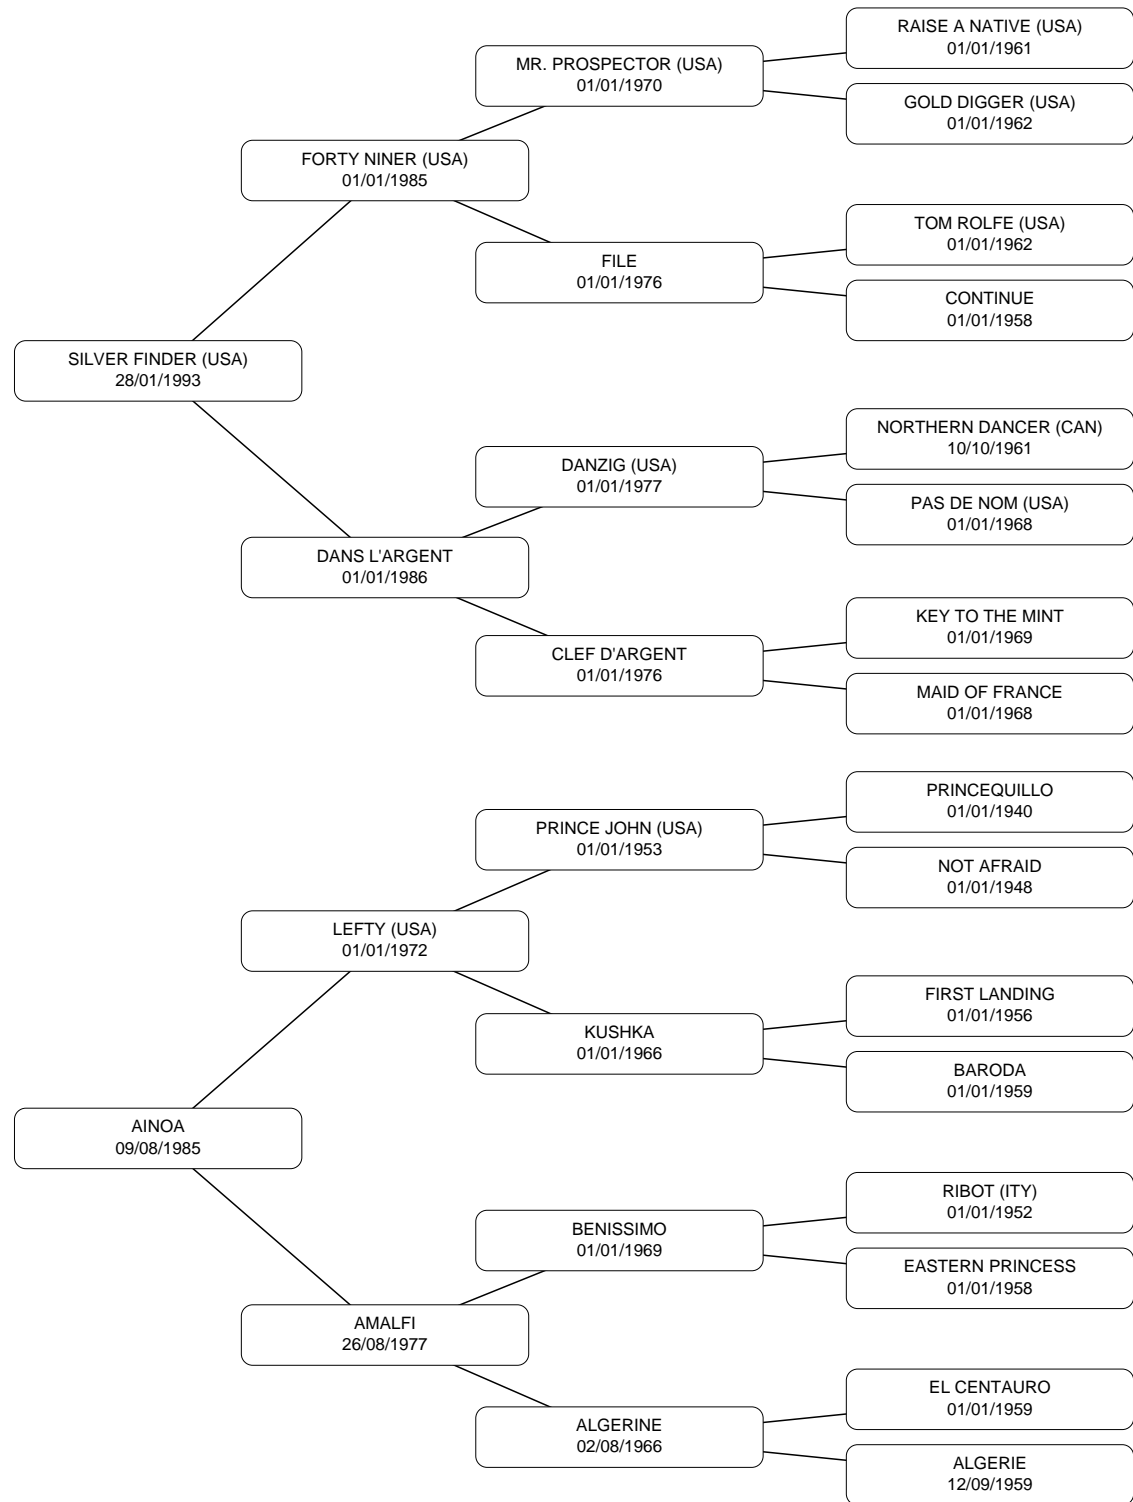 RAISE A NATIVE (USA)
01/01/1961
MR. PROSPECTOR (USA)
01/01/1970
GOLD DIGGER (USA)
01/01/1962
FORTY NINER (USA)
01/01/1985
TOM ROLFE (USA)
01/01/1962
FILE
01/01/1976
CONTINUE
01/01/1958
SILVER FINDER (USA)
28/01/1993
NORTHERN DANCER (CAN)
10/10/1961
DANZIG (USA)
01/01/1977
PAS DE NOM (USA)
01/01/1968
DANS L'ARGENT
01/01/1986
KEY TO THE MINT
01/01/1969
CLEF D'ARGENT
01/01/1976
MAID OF FRANCE
01/01/1968
PRINCEQUILLO
01/01/1940
PRINCE JOHN (USA)
01/01/1953
NOT AFRAID
01/01/1948
LEFTY (USA)
01/01/1972
FIRST LANDING
01/01/1956
KUSHKA
01/01/1966
BARODA
01/01/1959
AINOA
09/08/1985
RIBOT (ITY)
01/01/1952
BENISSIMO
01/01/1969
EASTERN PRINCESS
01/01/1958
AMALFI
26/08/1977
EL CENTAURO
01/01/1959
ALGERINE
02/08/1966
ALGERIE
12/09/1959